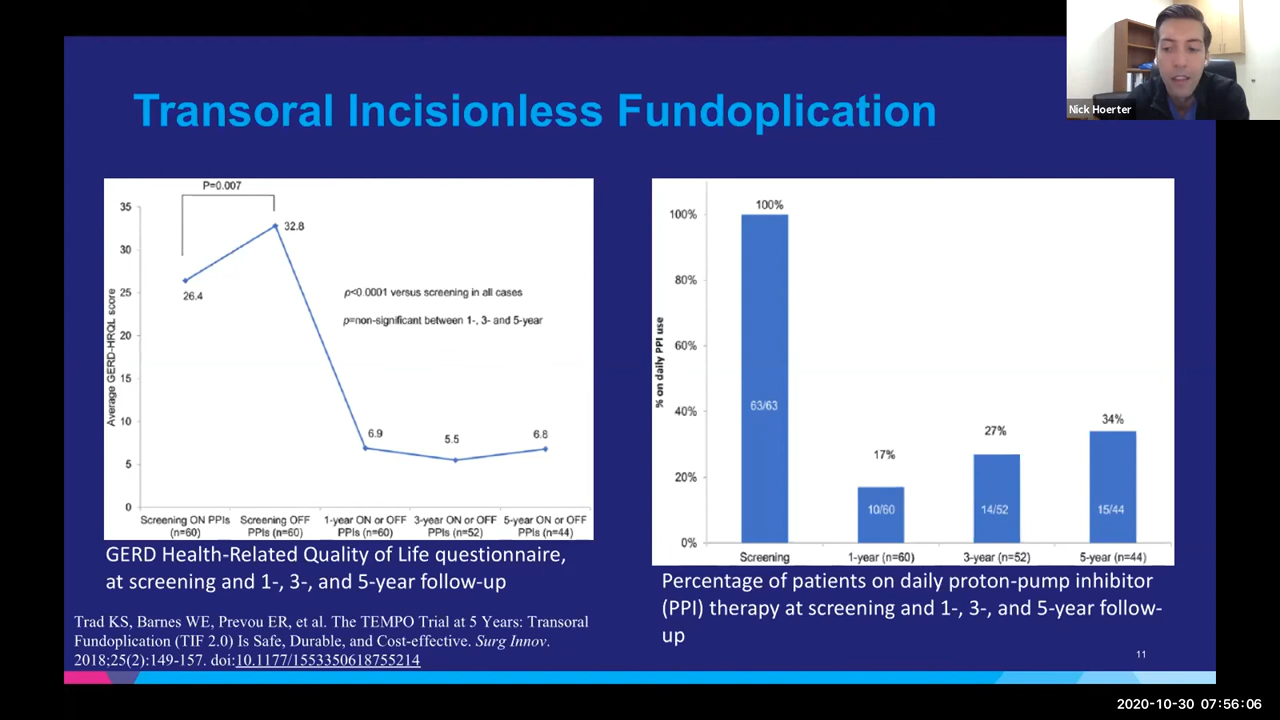 Transoral Incisionless Fundoplication
Nick Hoerter
P=0.007
35
30
25
20
15
10
5
0
Average GERD-HRQL score
26.4
32.8
p<0.0001 versus screening in all cases
p=non-significant between 1-, 3- and 5-year
6.9
5.5
6.8
Screening ON PPIs (n=60)
Screening OFF PPIs (n=60)
1-year ON or OFF PPIs (n=60)
3-year ON or OFF PPIs (n=52)
5-year ON or OFF PPIs (n=44)
GERD Health-Related Quality of Life questionnaire,
at screening and 1-, 3-, and 5-year follow-up
Trad KS, Barnes WE, Prevou ER, et al. The TEMPO Trial at 5 Years: Transoral
Fundoplication (TIF 2.0) Is Safe, Durable, and Cost-effective. Surg Innov.
2018;25(2):149-157. doi:10.1177/1553350618755214
100%
80%
60%
40%
20%
0%
% on daily PPI use
100%
63/63
17%
10/60
27%
14/52
34%
15/44
Screening
1-year (n=60)
3-year (n=52)
5-year (n=44)
Percentage of patients on daily proton-pump inhibitor
(PPI) therapy at screening and 1-, 3-, and 5-year follow-
up
11
2020-10-30 07:56:06